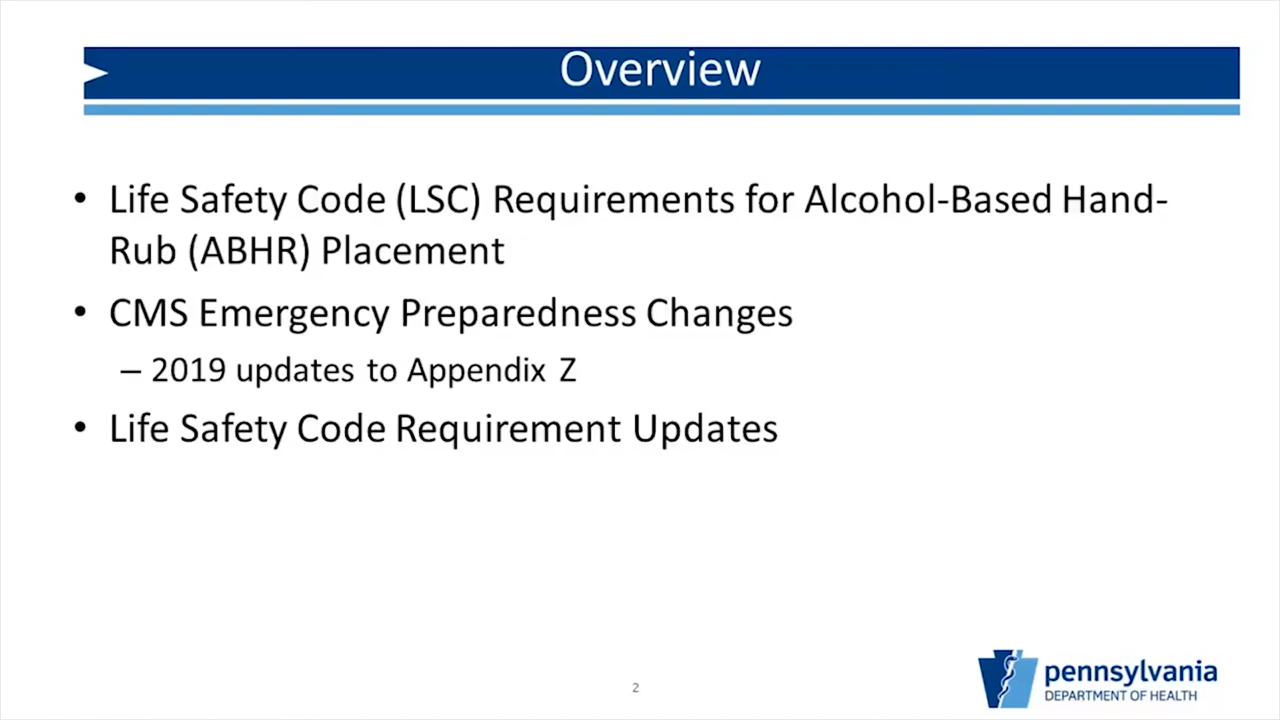 Overview
• Life Safety Code (LSC) Requirements for Alcohol-Based Hand-
Rub (ABHR) Placement
• CMS Emergency Preparedness Changes
– 2019 updates to Appendix Z
• Life Safety Code Requirement Updates
2
pennsylvania
DEPARTMENT OF HEALTH